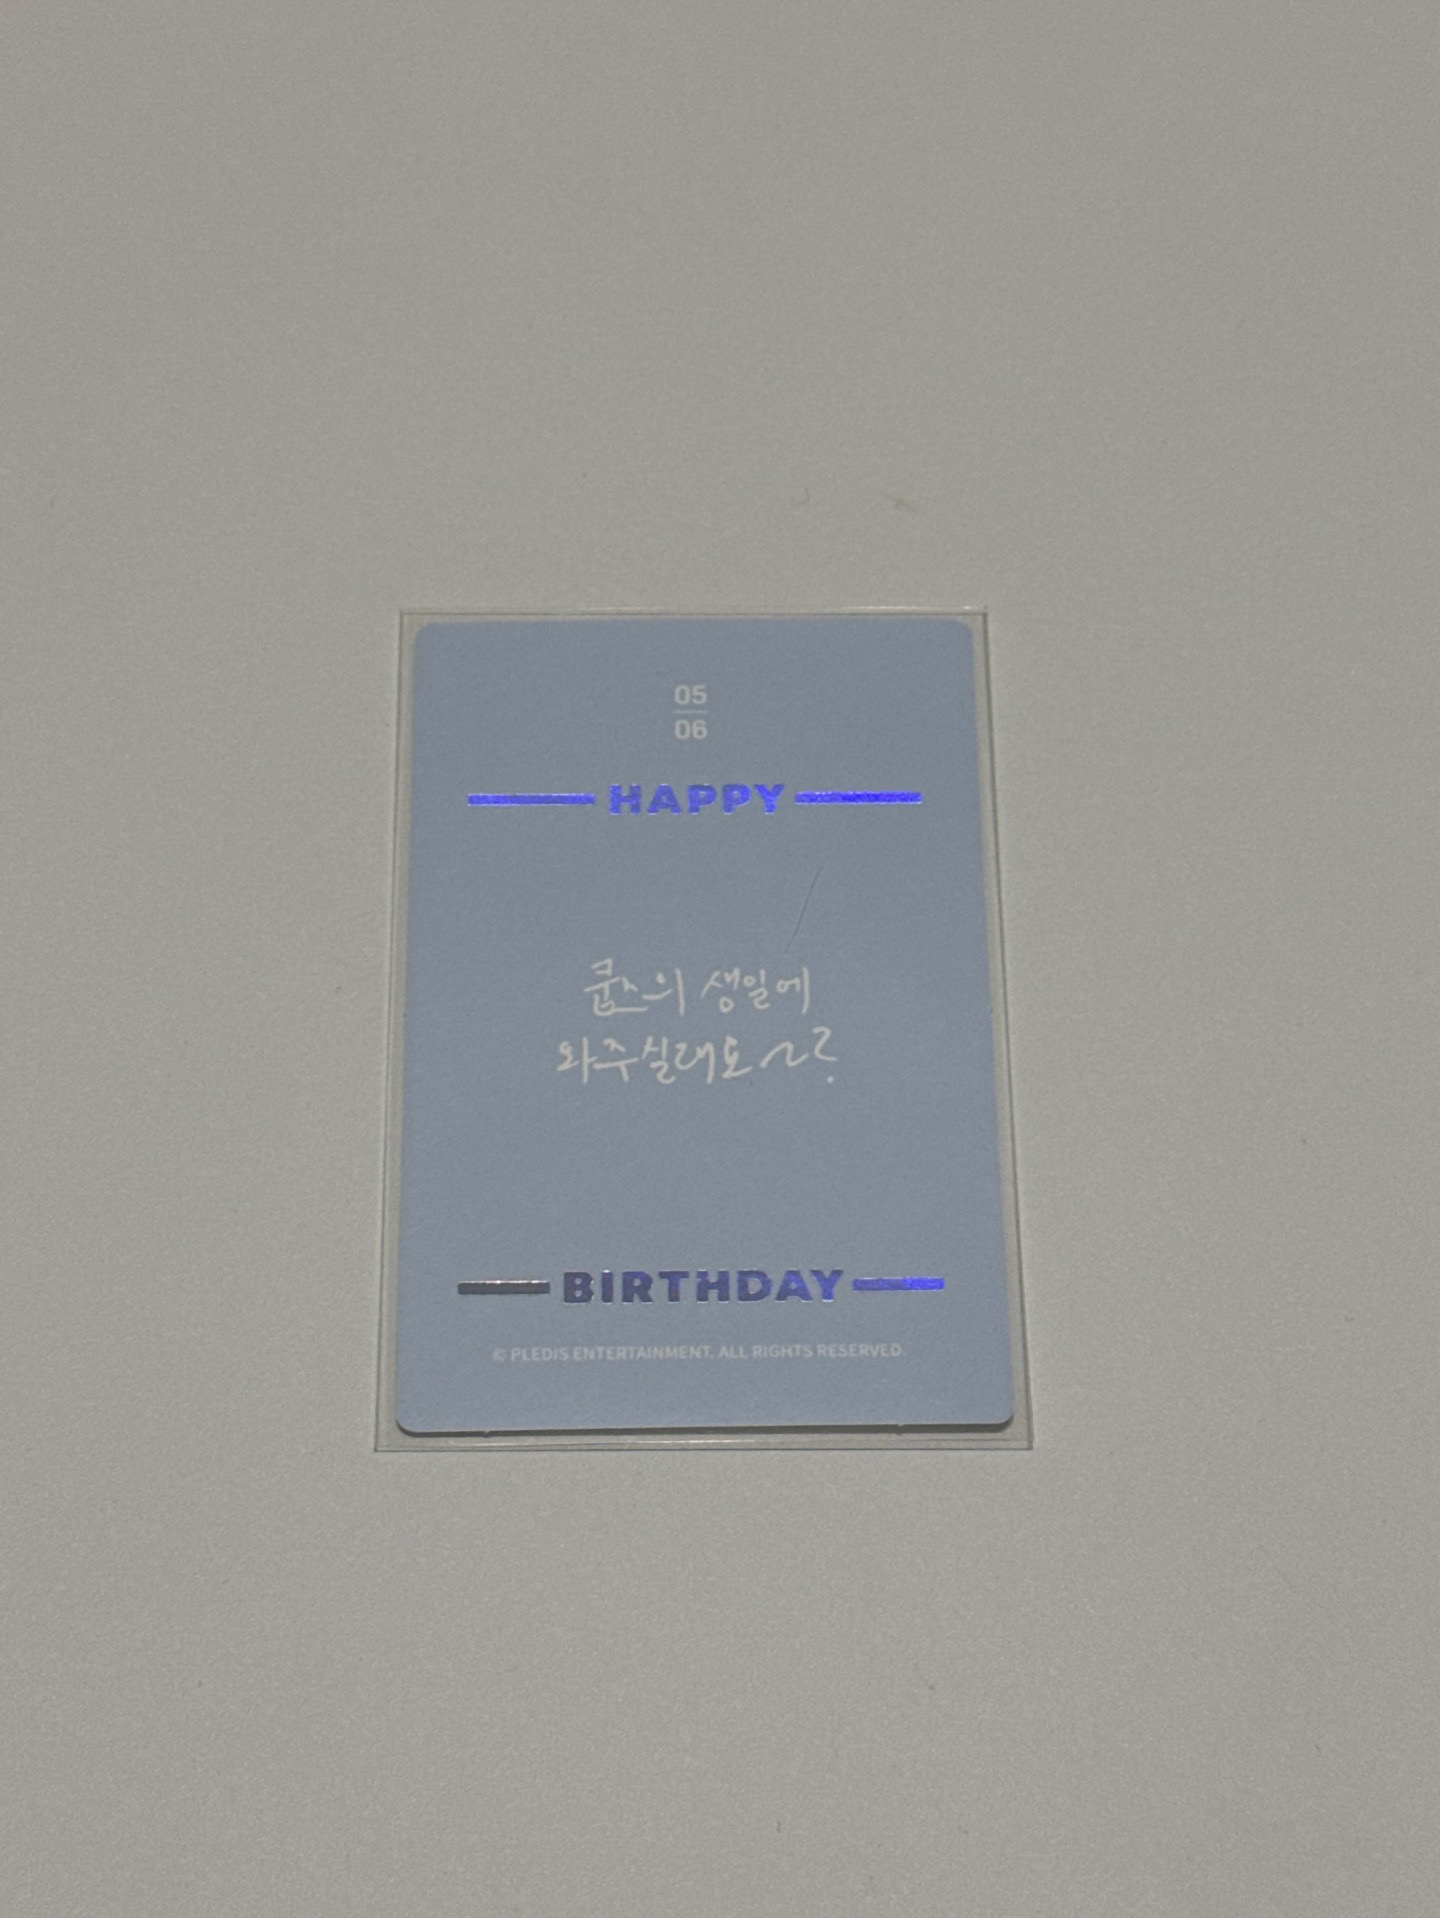 05
06
HAPPY
쿱스의 생일에
와주실래요~?
BIRTHDAY
© PLEDIS ENTERTAINMENT. ALL RIGHTS RESERVED.